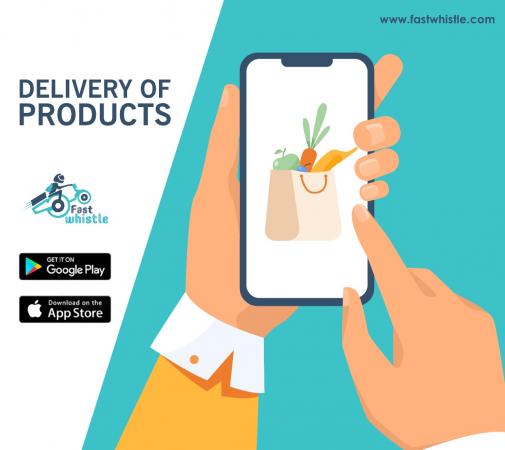 www.fastwhistle.com
DELIVERY OF
PRODUCTS
Fast
whistle
GET IT ON
Google Play
Download on the
App Store